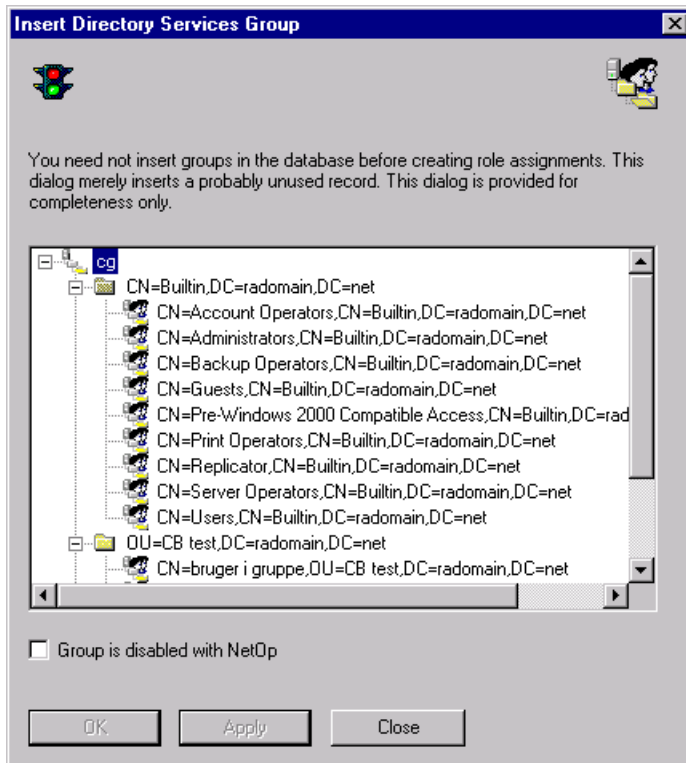 Insert Directory Services Group
You need not insert groups in the database before creating role assignments. This
dialog merely inserts a probably unused record. This dialog is provided for
completeness only.
cg
CN=Builtin,DC=radomain,DC=net
CN=Account Operators,CN=Builtin,DC=radomain,DC=net
CN=Administrators,CN=Builtin,DC=radomain,DC=net
CN=Backup Operators,CN=Builtin,DC=radomain,DC=net
CN=Guests,CN=Builtin,DC=radomain,DC=net
CN=Pre-Windows 2000 Compatible Access,CN=Builtin,DC=rad
CN=Print Operators,CN=Builtin,DC=radomain,DC=net
CN=Replicator,CN=Builtin,DC=radomain,DC=net
CN=Server Operators,CN=Builtin,DC=radomain,DC=net
CN=Users,CN=Builtin,DC=radomain,DC=net
OU=CB test,DC=radomain,DC=net
CN=bruger i gruppe,OU=CB test,DC=radomain,DC=net
Group is disabled with NetOp
OK Apply Close